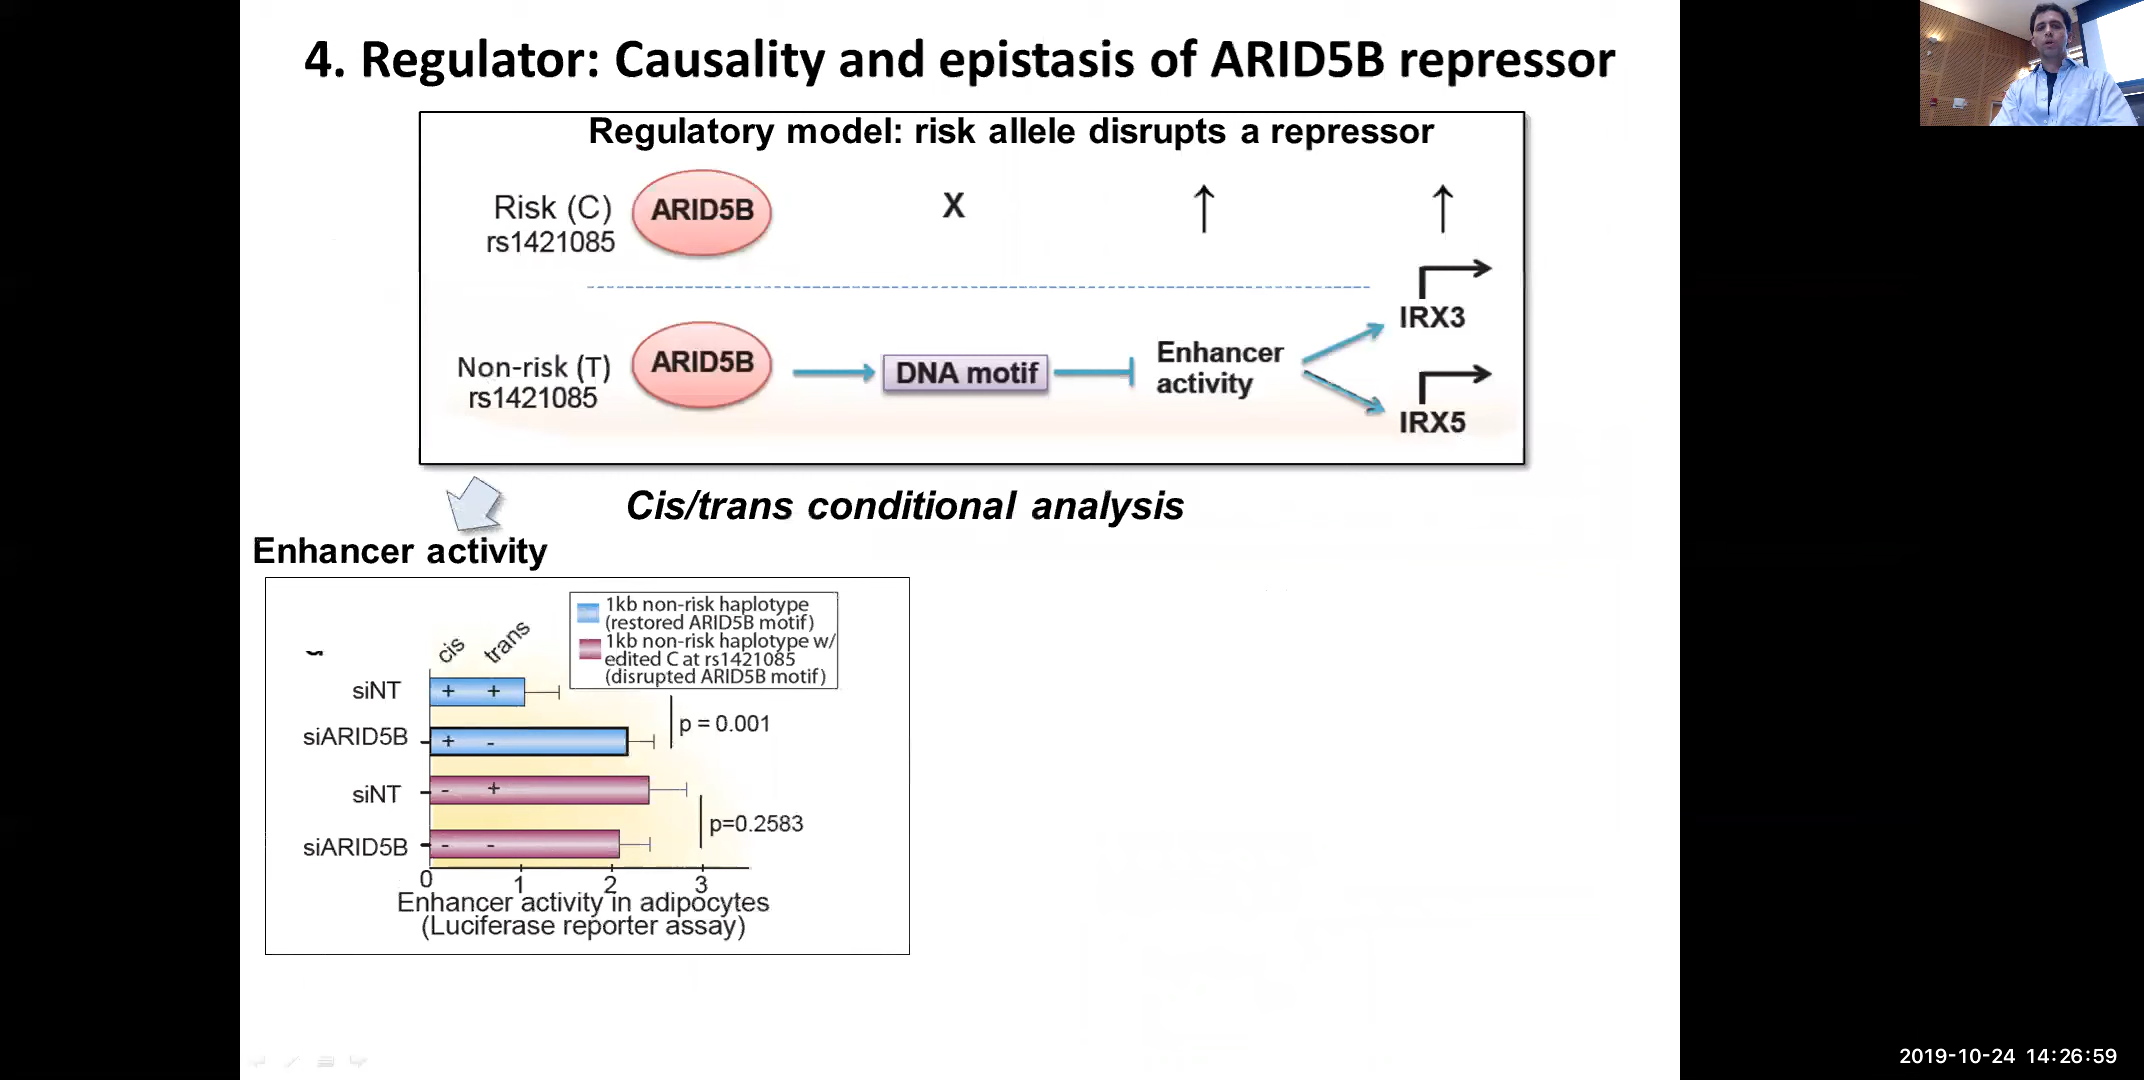 4. Regulator: Causality and epistasis of ARID5B repressor
Regulatory model: risk allele disrupts a repressor
Risk (C)
rs1421085
ARID5B
X
↑
↑
Non-risk (T)
rs1421085
ARID5B
DNA motif
Enhancer
activity
IRX3
IRX5
Cis/trans conditional analysis
Enhancer activity
1kb non-risk haplotype
(restored ARID5B motif)
1kb non-risk haplotype w/
edited C at rs1421085
(disrupted ARID5B motif)
cis trans
siNT + +
siARID5B + -
p = 0.001
siNT - +
siARID5B - -
p=0.2583
0 1 2 3
Enhancer activity in adipocytes
(Luciferase reporter assay)
2019-10-24 14:26:59